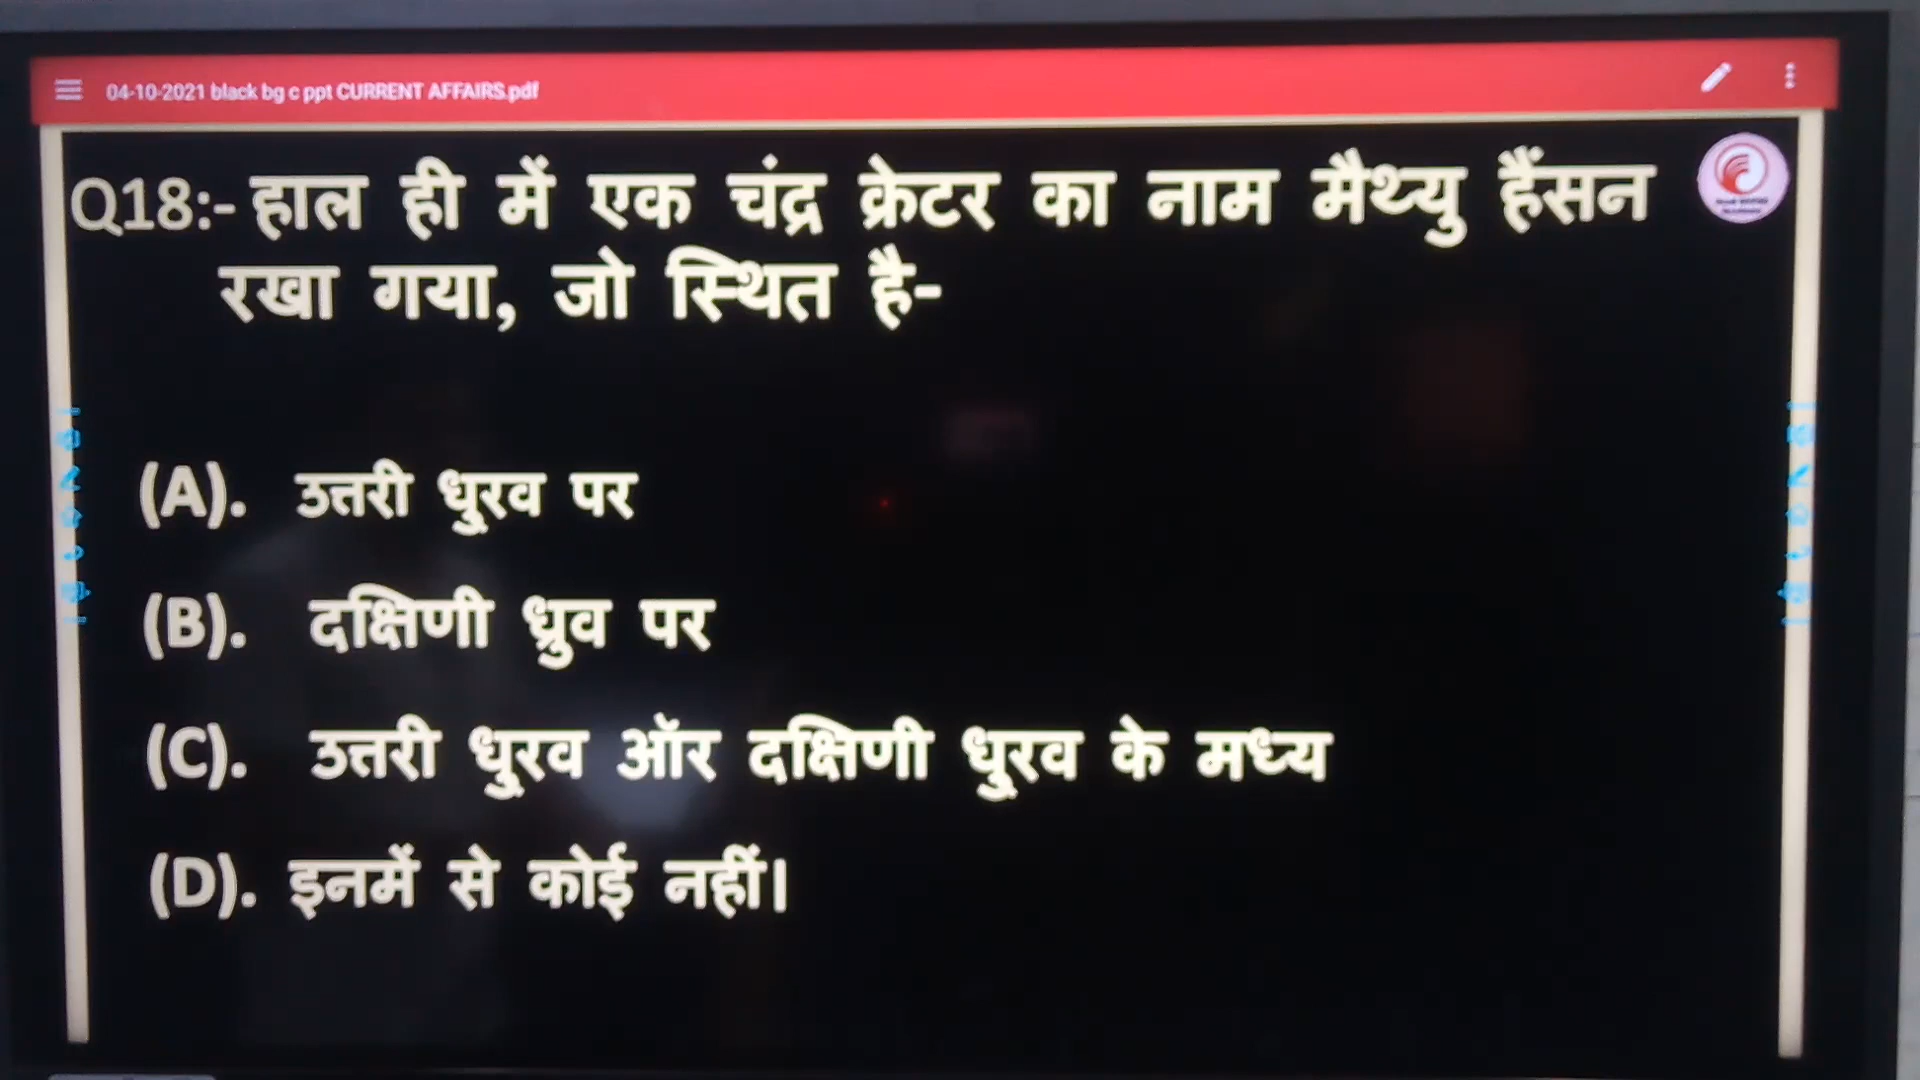 04-10-2021 black bg c ppt CURRENT AFFAIRS.pdf
Q18:- हाल ही में एक चंद्र क्रेटर का नाम मैथ्यु हैंसन
रखा गया, जो स्थित है-
(A). उत्तरी धु्रव पर
(B). दक्षिणी ध्रुव पर
(C). उत्तरी धु्रव ऑर दक्षिणी धु्रव के मध्य
(D). इनमें से कोई नहीं।